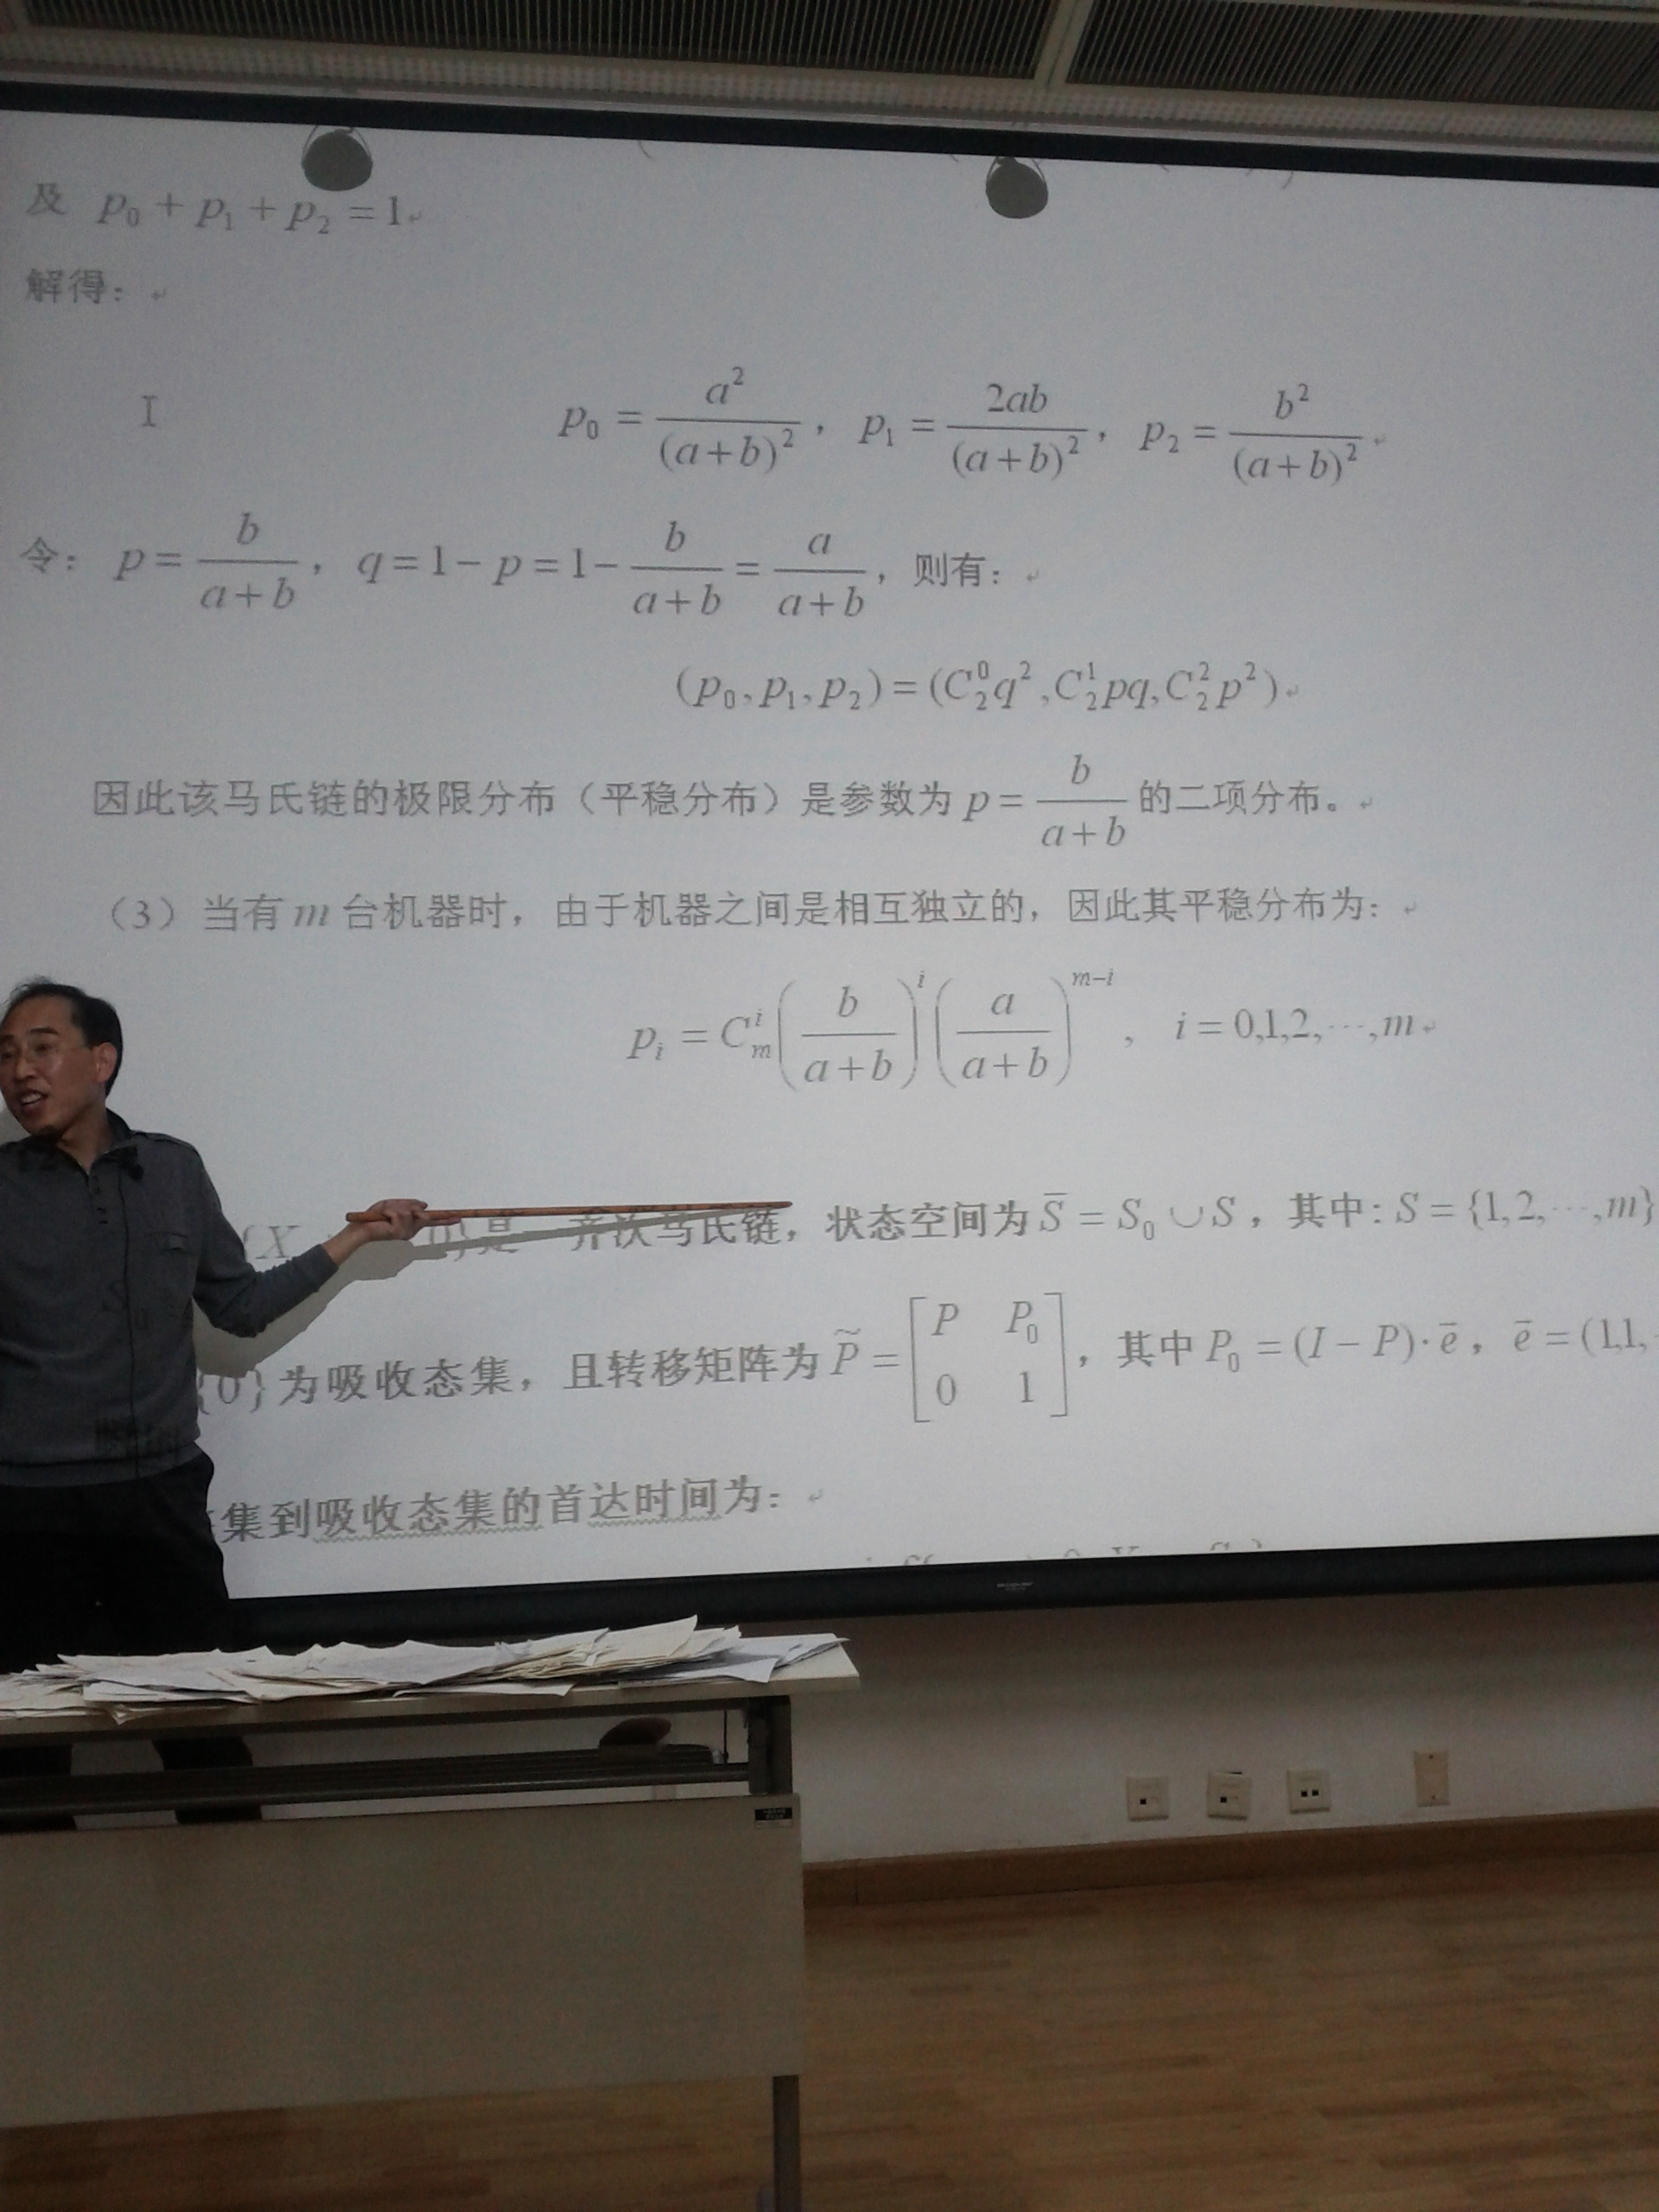 及 p₀ + p₁ + p₂ = 1
解得：
p₀ = a²/(a+b)²， p₁ = 2ab/(a+b)²， p₂ = b²/(a+b)²
令： p = b/(a+b)， q = 1 − p = 1 − b/(a+b) = a/(a+b)，则有：
(p₀, p₁, p₂) = (C₂⁰q², C₂¹pq, C₂²p²)
因此该马氏链的极限分布（平稳分布）是参数为 p = b/(a+b) 的二项分布。
（3）当有 m 台机器时，由于机器之间是相互独立的，因此其平稳分布为：
pᵢ = Cₘⁱ (b/(a+b))ⁱ (a/(a+b))ᵐ⁻ⁱ， i = 0,1,2,⋯,m
{X 0}是 齐次马氏链，状态空间为 S̄ = S₀ ∪ S，其中: S = {1,2,⋯,m}
{0}为吸收态集，且转移矩阵为 P̃ = [P P₀; 0 1]，其中 P₀ = (I − P)·ē，ē = (1,1,
集到吸收态集的首达时间为：